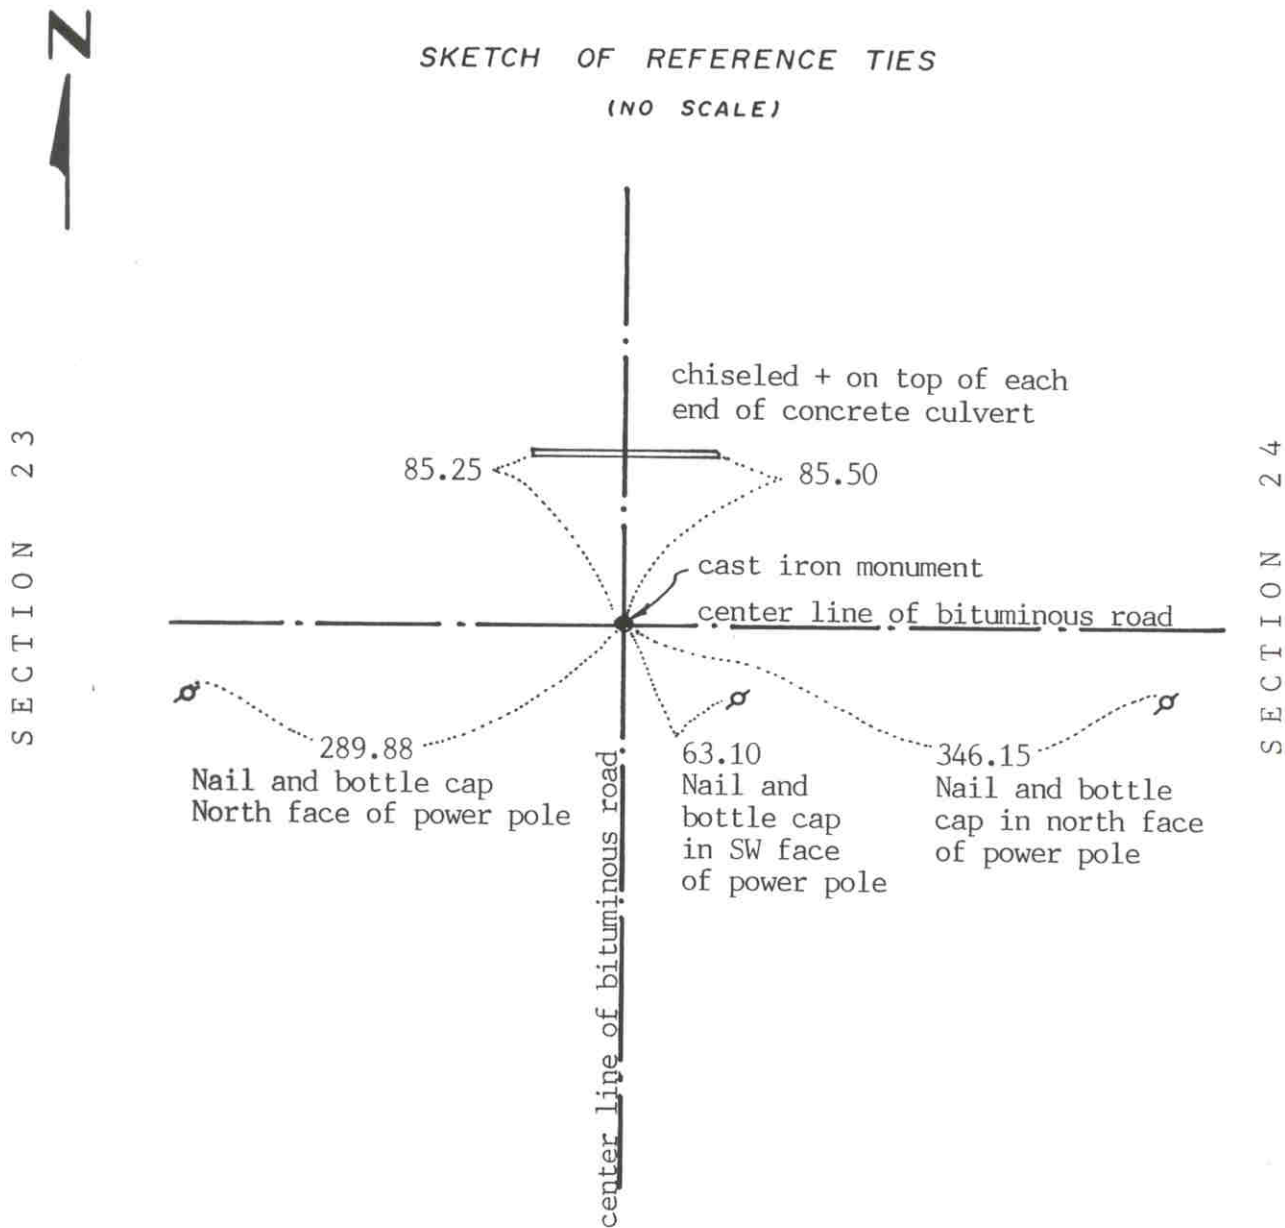 N
SKETCH OF REFERENCE TIES
(NO SCALE)
chiseled + on top of each
end of concrete culvert
85.25
85.50
cast iron monument
center line of bituminous road
SECTION 23
SECTION 24
289.88
Nail and bottle cap
North face of power pole
63.10
Nail and
bottle cap
in SW face
of power pole
346.15
Nail and bottle
cap in north face
of power pole
center line of bituminous road